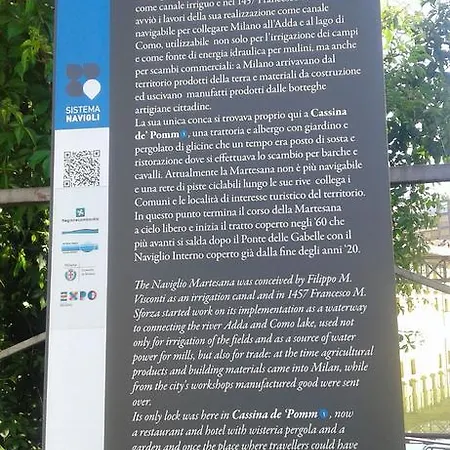 come canale irriguo e nel 1457 Francesco
avviò i lavori della sua realizzazione come canale
navigabile per collegare Milano all'Adda e al lago di
Como, utilizzabile non solo per l'irrigazione dei campi
e come fonte di energia idraulica per mulini, ma anche
per scambi commerciali: a Milano arrivavano dal
territorio prodotti della terra e materiali da costruzione
ed uscivano manufatti prodotti dalle botteghe
artigiane cittadine.
La sua unica conca si trovava proprio qui a Cassina
de' Pomm, una trattoria e albergo con giardino e
pergolato di glicine che un tempo era posto di sosta e
ristorazione dove si effettuava lo scambio per barche e
cavalli. Attualmente la Martesana non è più navigabile
e una rete di piste ciclabili lungo le sue rive collega i
Comuni e le località di interesse turistico del territorio.
In questo punto termina il corso della Martesana
a cielo libero e inizia il tratto coperto negli '60 che
più avanti si salda dopo il Ponte delle Gabelle con il
Naviglio Interno coperto già dalla fine degli anni '20.
The Naviglio Martesana was conceived by Filippo M.
Visconti as an irrigation canal and in 1457 Francesco M.
Sforza started work on its implementation as a waterway
to connecting the river Adda and Como lake, used not
only for irrigation of the fields and as a source of water
power for mills, but also for trade: at the time agricultural
products and building materials came into Milan, while
from the city's workshops manufactured good were sent
over.
Its only lock was here in Cassina de 'Pomm, now
a restaurant and hotel with wisteria pergola and a
garden and once the place where travellers could have
SISTEMA
NAVIGLI
RegioneLombardia
EXPO